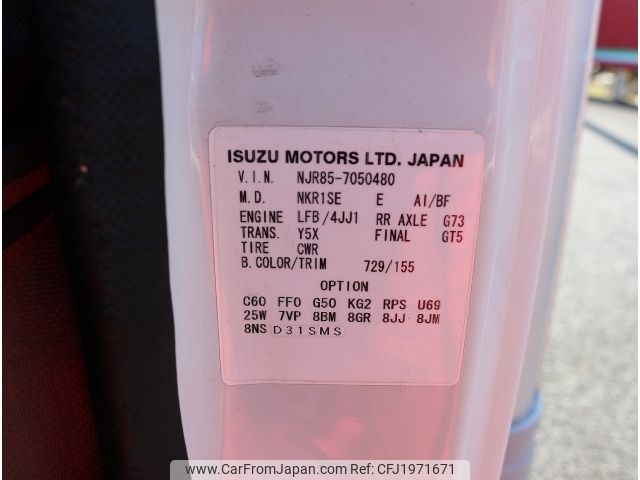 ISUZU MOTORS LTD. JAPAN
V.I.N. NJR85-7050480
M.D. NKR1SE E AI/BF
ENGINE LFB/4JJ1 RR AXLE G73
TRANS. Y5X FINAL GT5
TIRE CWR
B.COLOR/TRIM 729/155
OPTION
C60 FF0 G50 KG2 RPS U69
25W 7VP 8BM 8GR 8JJ 8JM
8NS D31SMS
www.CarFromJapan.com | CarFromJapan - CFJ1971671